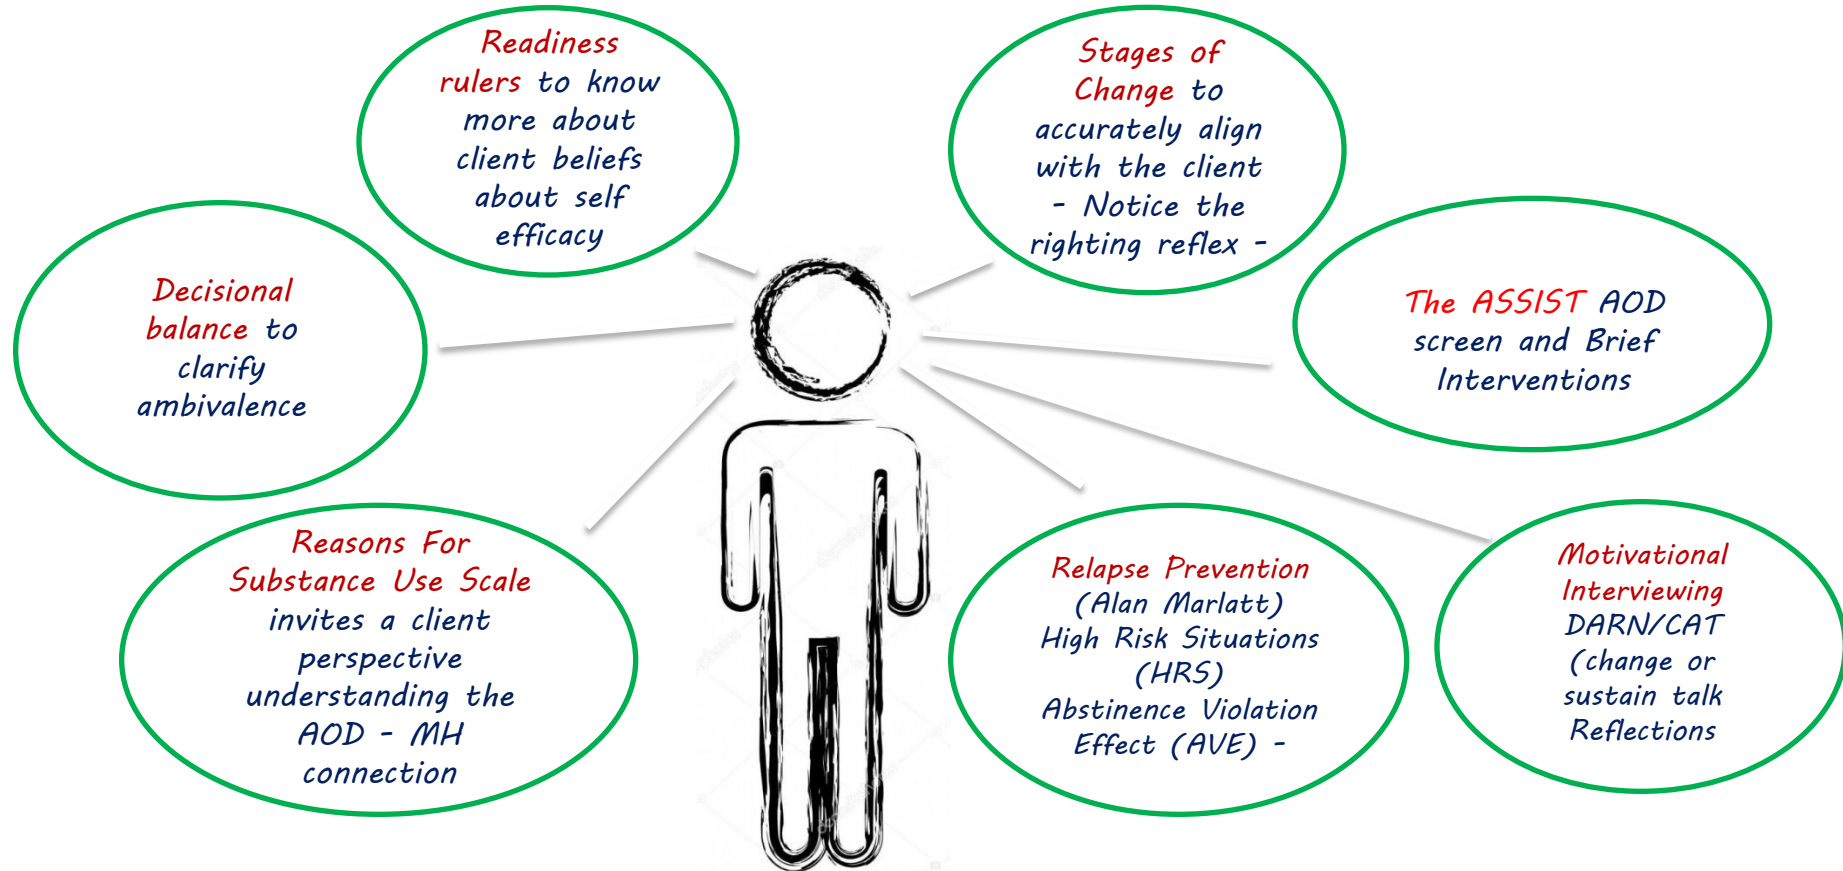 Readiness
rulers to know
more about
client beliefs
about self
efficacy
Stages of
Change to
accurately align
with the client
- Notice the
righting reflex -
Decisional
balance to
clarify
ambivalence
The ASSIST AOD
screen and Brief
Interventions
Reasons For
Substance Use Scale
invites a client
perspective
understanding the
AOD - MH
connection
Relapse Prevention
(Alan Marlatt)
High Risk Situations
(HRS)
Abstinence Violation
Effect (AVE) -
Motivational
Interviewing
DARN/CAT
(change or
sustain talk
Reflections